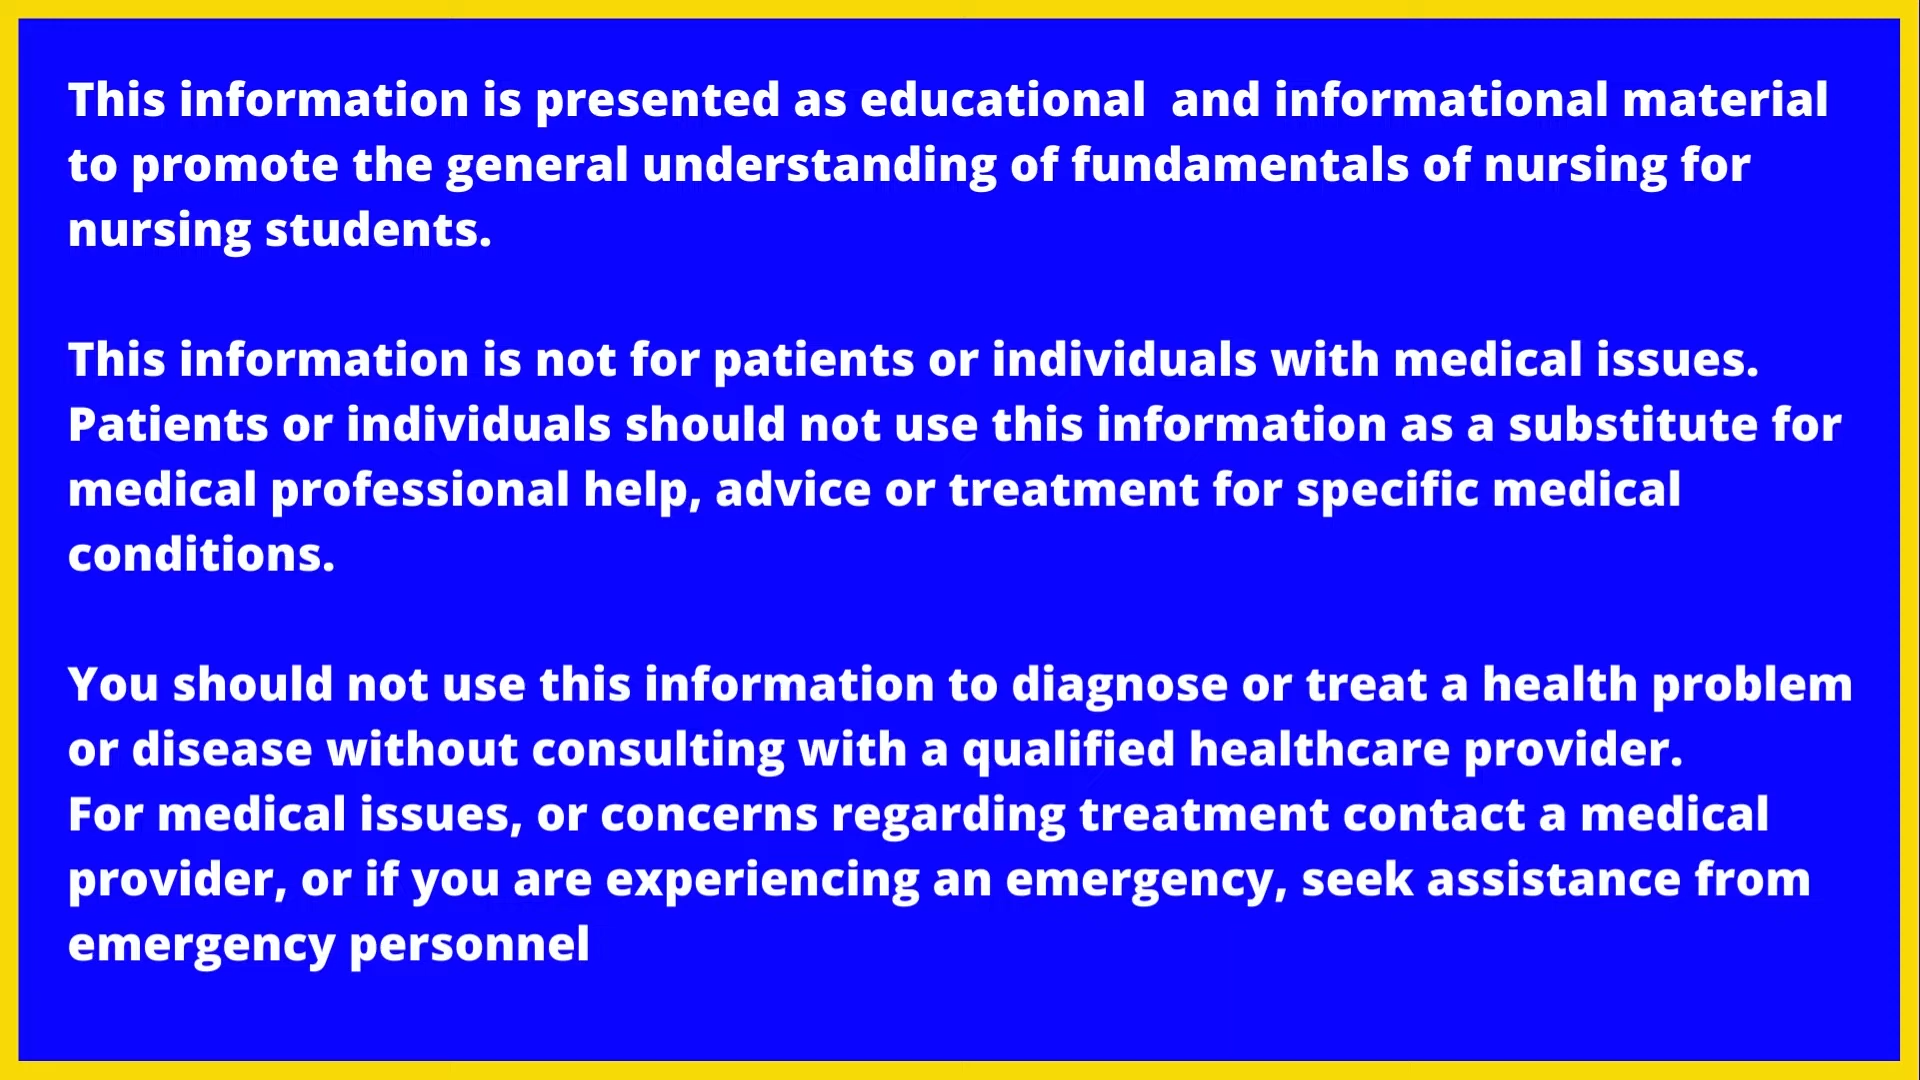 This information is presented as educational  and informational material
to promote the general understanding of fundamentals of nursing for
nursing students.
This information is not for patients or individuals with medical issues.
Patients or individuals should not use this information as a substitute for
medical professional help, advice or treatment for specific medical
conditions.
You should not use this information to diagnose or treat a health problem
or disease without consulting with a qualified healthcare provider.
For medical issues, or concerns regarding treatment contact a medical
provider, or if you are experiencing an emergency, seek assistance from
emergency personnel